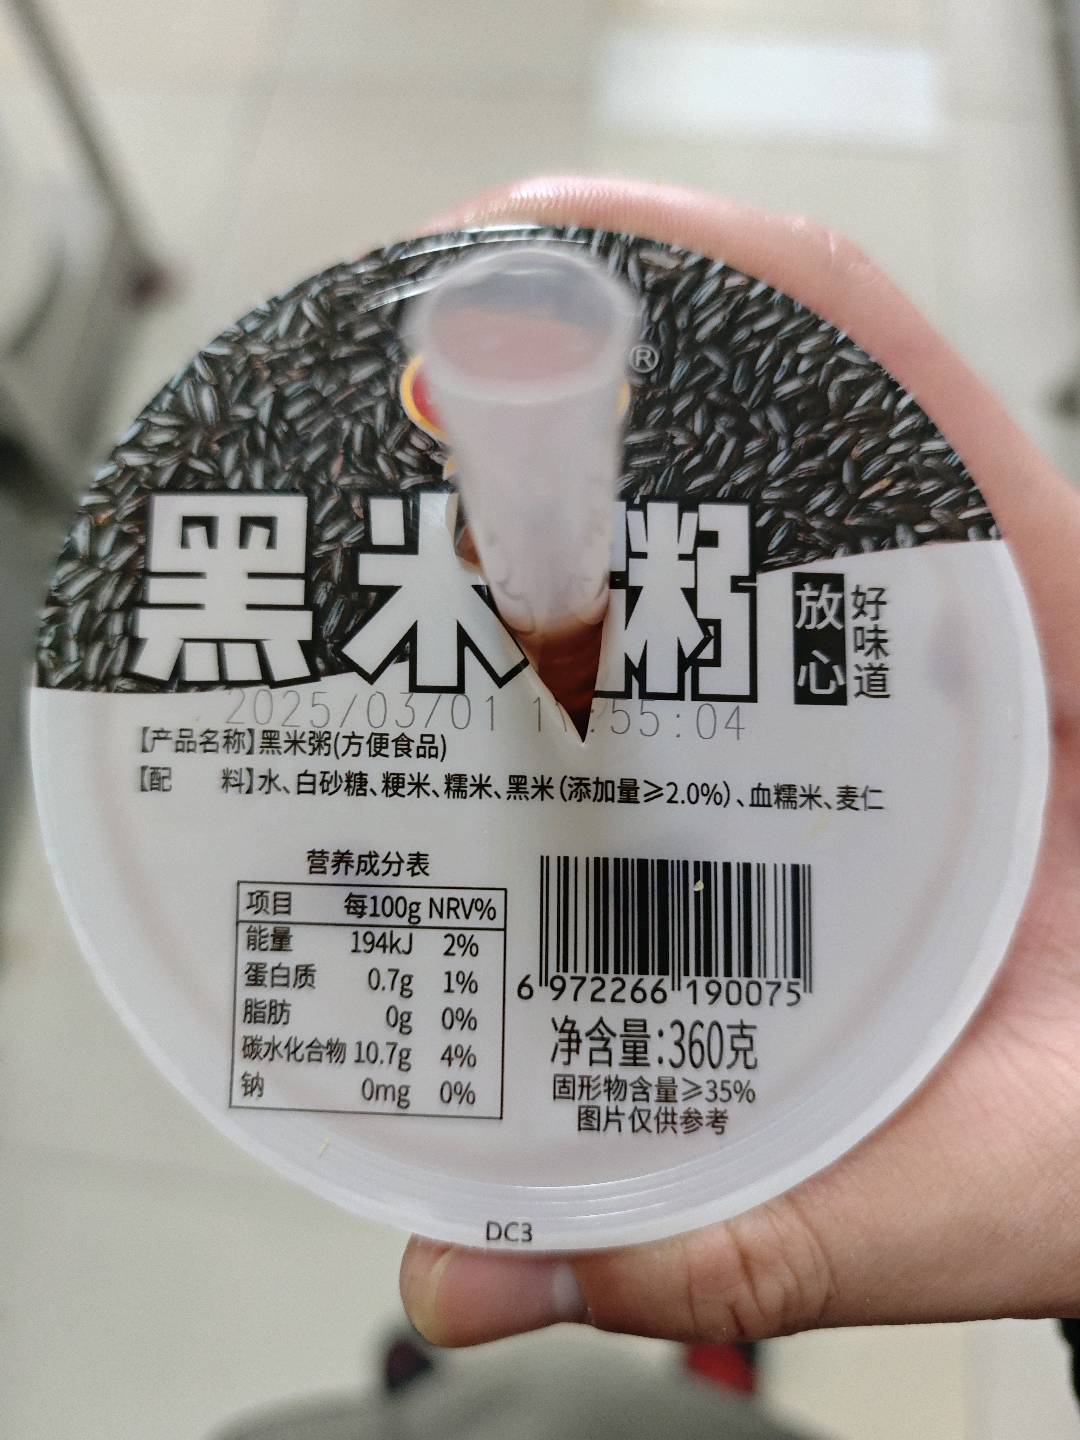 ®
黑米粥
放心
好味道
2025/03/01 11:55:04
【产品名称】黑米粥(方便食品)
【配 料】水、白砂糖、粳米、糯米、黑米(添加量≥2.0%)、血糯米、麦仁
营养成分表
项目 每100g NRV%
能量 194kJ 2%
蛋白质 0.7g 1%
脂肪 0g 0%
碳水化合物 10.7g 4%
钠 0mg 0%
6 972266 190075
净含量:360克
固形物含量≥35%
图片仅供参考
DC3